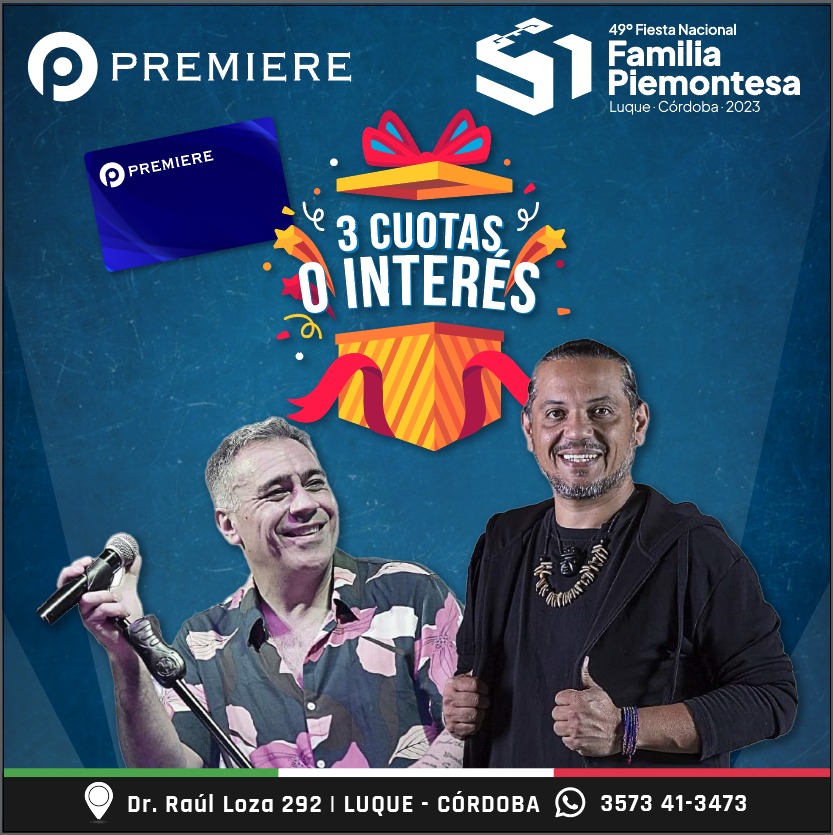 PREMIERE
49º Fiesta Nacional
Familia
Piemontesa
Luque · Córdoba · 2023
PREMIERE
3 CUOTAS
0 INTERÉS
Dr. Raúl Loza 292 | LUQUE - CÓRDOBA 3573 41-3473